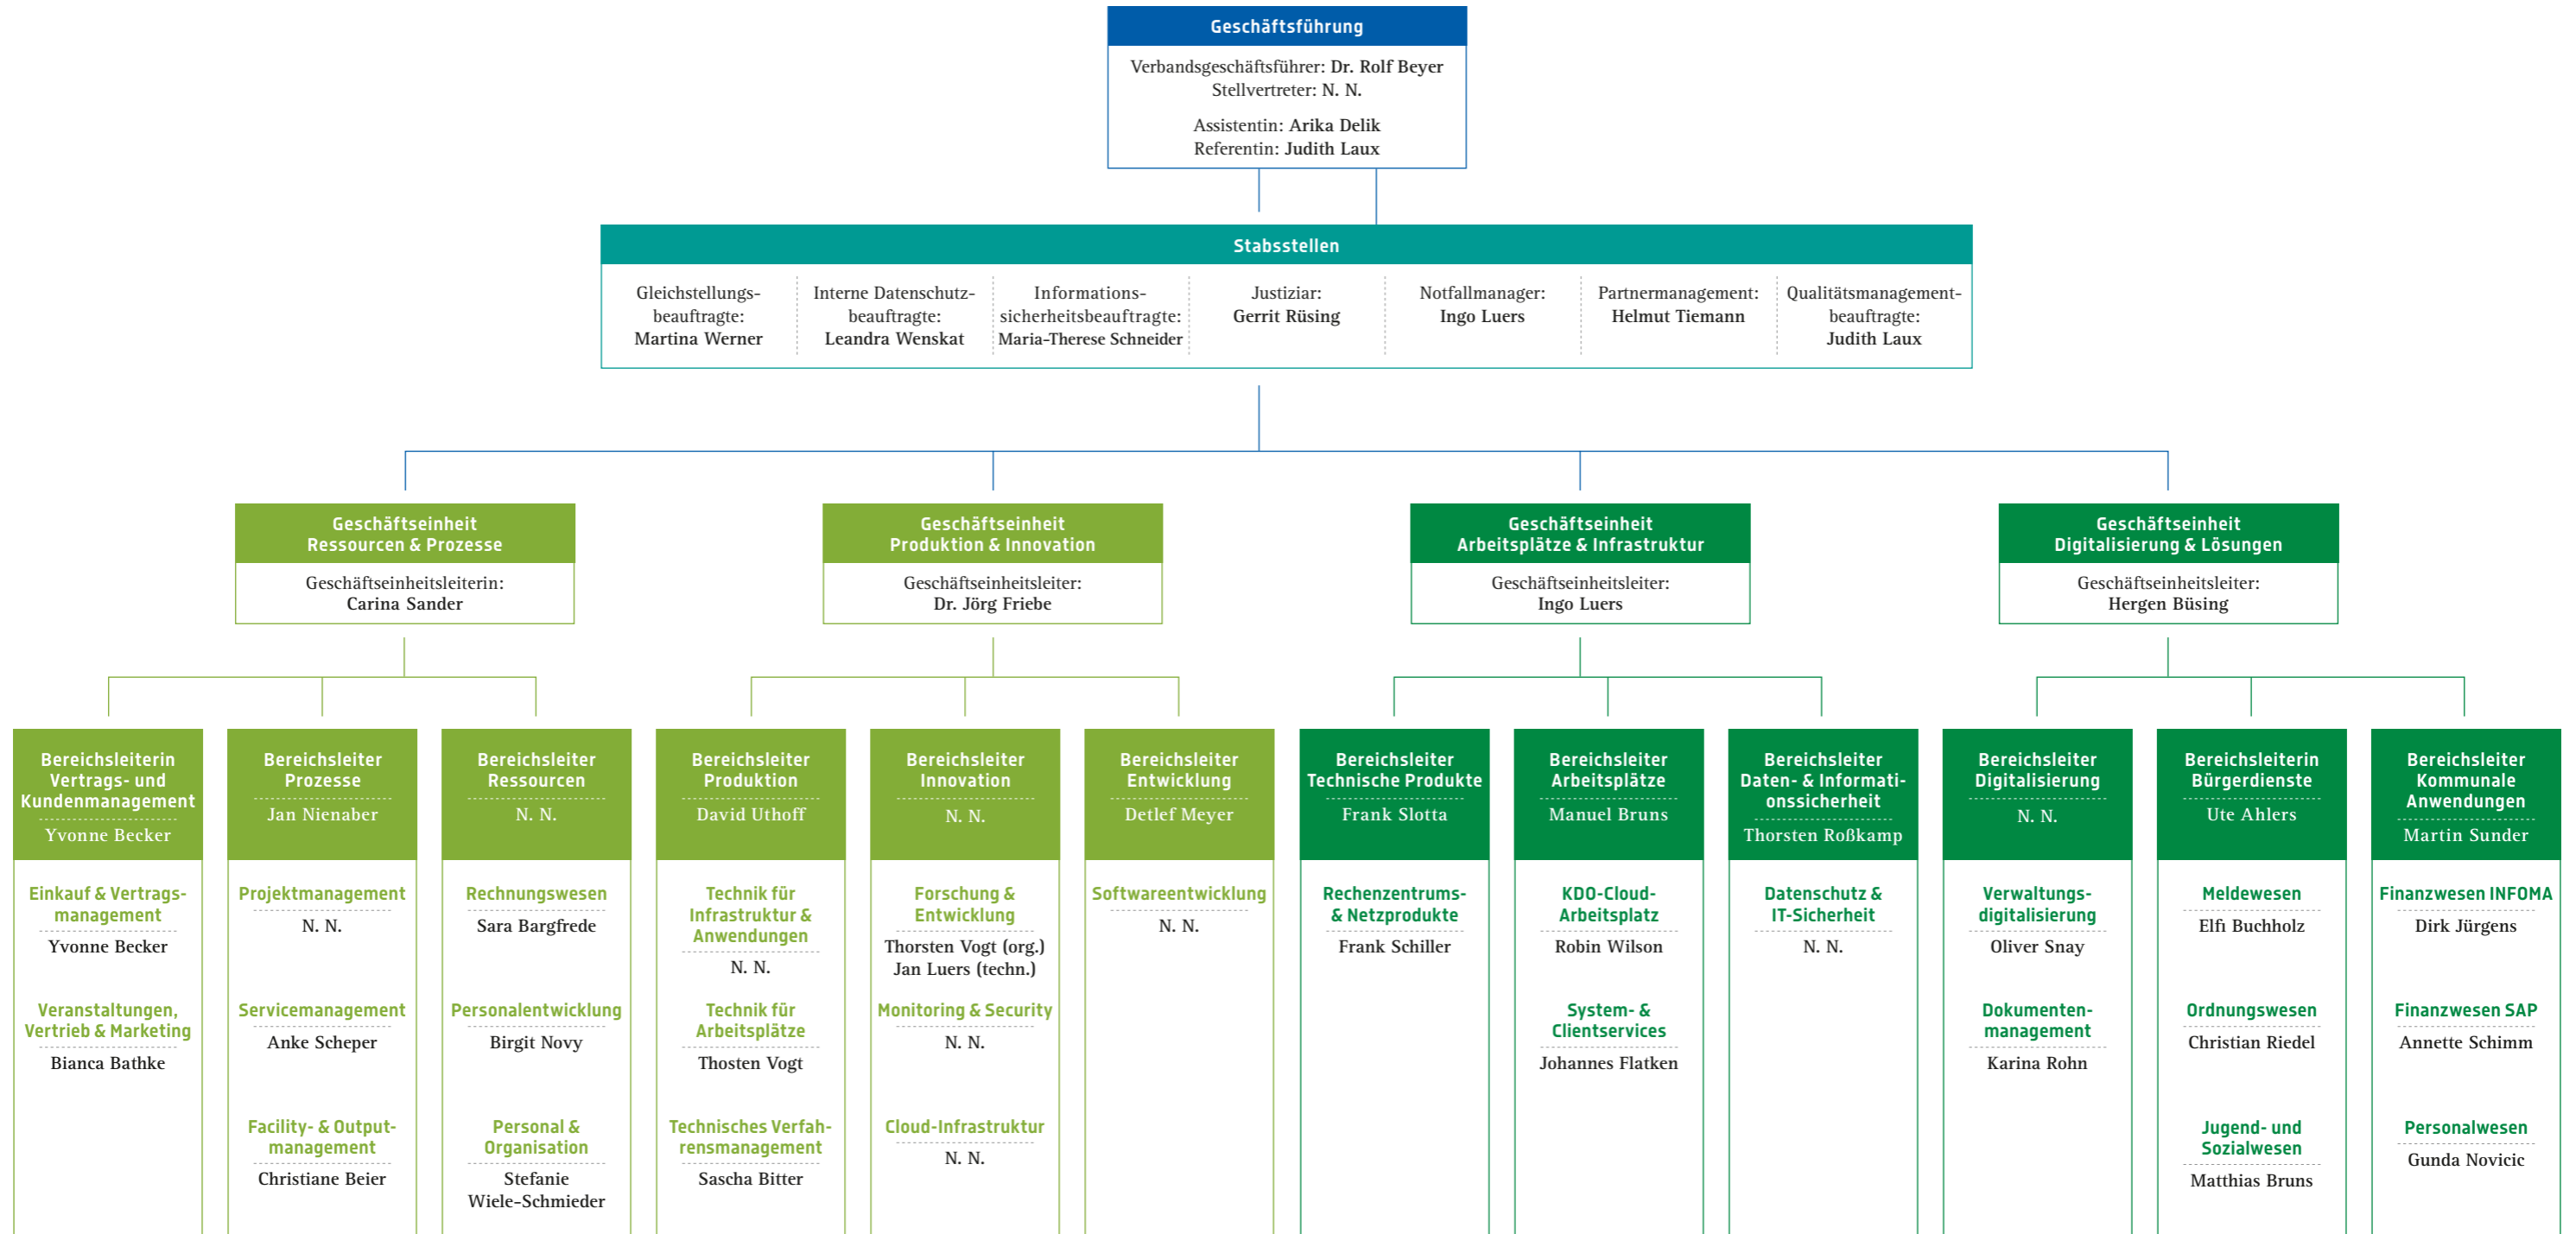 Geschäftsführung
Verbandsgeschäftsführer: Dr. Rolf Beyer
Stellvertreter: N. N.
Assistentin: Arika Delik
Referentin: Judith Laux
Stabsstellen
Gleichstellungs-
beauftragte:
Martina Werner
Interne Datenschutz-
beauftragte:
Leandra Wenskat
Informations-
sicherheitsbeauftragte:
Maria-Therese Schneider
Justiziar:
Gerrit Rüsing
Notfallmanager:
Ingo Luers
Partnermanagement:
Helmut Tiemann
Qualitätsmanagement-
beauftragte:
Judith Laux
Geschäftseinheit
Ressourcen & Prozesse
Geschäftseinheitsleiterin:
Carina Sander
Geschäftseinheit
Produktion & Innovation
Geschäftseinheitsleiter:
Dr. Jörg Friebe
Geschäftseinheit
Arbeitsplätze & Infrastruktur
Geschäftseinheitsleiter:
Ingo Luers
Geschäftseinheit
Digitalisierung & Lösungen
Geschäftseinheitsleiter:
Hergen Büsing
Bereichsleiterin
Vertrags- und
Kundenmanagement
Yvonne Becker
Einkauf & Vertrags-
management
Yvonne Becker
Veranstaltungen,
Vertrieb & Marketing
Bianca Bathke
Bereichsleiter
Prozesse
Jan Nienaber
Projektmanagement
N. N.
Servicemanagement
Anke Scheper
Facility- & Output-
management
Christiane Beier
Bereichsleiter
Ressourcen
N. N.
Rechnungswesen
Sara Bargfrede
Personalentwicklung
Birgit Novy
Personal &
Organisation
Stefanie
Wiele-Schmieder
Bereichsleiter
Produktion
David Uthoff
Technik für
Infrastruktur &
Anwendungen
N. N.
Technik für
Arbeitsplätze
Thosten Vogt
Technisches Verfah-
rensmanagement
Sascha Bitter
Bereichsleiter
Innovation
N. N.
Forschung &
Entwicklung
Thorsten Vogt (org.)
Jan Luers (techn.)
Monitoring & Security
N. N.
Cloud-Infrastruktur
N. N.
Bereichsleiter
Entwicklung
Detlef Meyer
Softwareentwicklung
N. N.
Bereichsleiter
Technische Produkte
Frank Slotta
Rechenzentrums-
& Netzprodukte
Frank Schiller
Bereichsleiter
Arbeitsplätze
Manuel Bruns
KDO-Cloud-
Arbeitsplatz
Robin Wilson
System- &
Clientservices
Johannes Flatken
Bereichsleiter
Daten- & Informati-
onssicherheit
Thorsten Roßkamp
Datenschutz &
IT-Sicherheit
N. N.
Bereichsleiter
Digitalisierung
N. N.
Verwaltungs-
digitalisierung
Oliver Snay
Dokumenten-
management
Karina Rohn
Bereichsleiterin
Bürgerdienste
Ute Ahlers
Meldewesen
Elfi Buchholz
Ordnungswesen
Christian Riedel
Jugend- und
Sozialwesen
Matthias Bruns
Bereichsleiter
Kommunale
Anwendungen
Martin Sunder
Finanzwesen INFOMA
Dirk Jürgens
Finanzwesen SAP
Annette Schimm
Personalwesen
Gunda Novicic